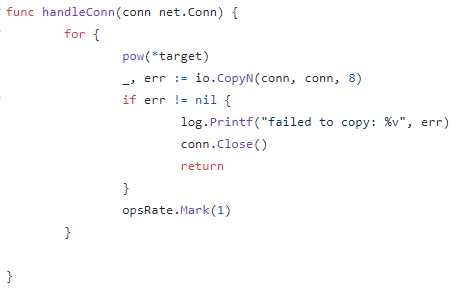 func handleConn(conn net.Conn) {
for {
pow(*target)
_, err := io.CopyN(conn, conn, 8)
if err != nil {
log.Printf("failed to copy: %v", err)
conn.Close()
return
}
opsRate.Mark(1)
}
}